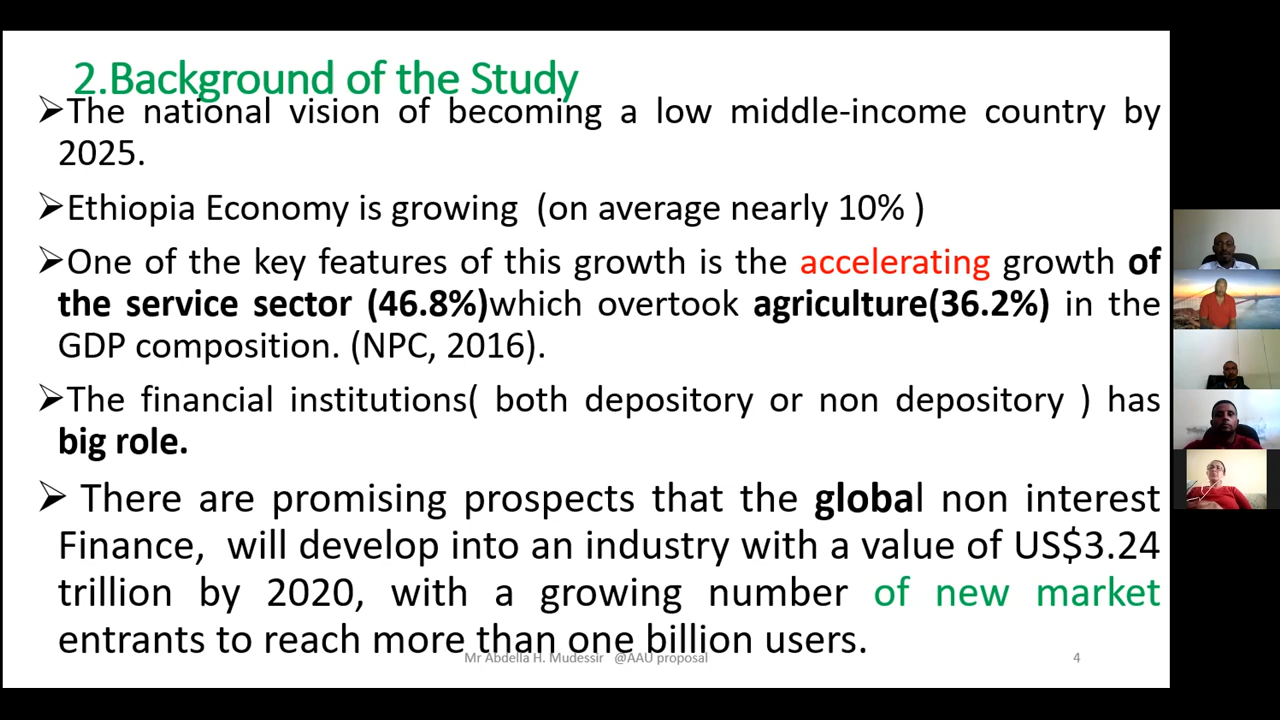 2.Background of the Study
➢The national vision of becoming a low middle-income country by
2025.
➢Ethiopia Economy is growing (on average nearly 10% )
➢One of the key features of this growth is the accelerating growth of
the service sector (46.8%)which overtook agriculture(36.2%) in the
GDP composition. (NPC, 2016).
➢The financial institutions( both depository or non depository ) has
big role.
➢ There are promising prospects that the global non interest
Finance, will develop into an industry with a value of US$3.24
trillion by 2020, with a growing number of new market
entrants to reach more than one billion users.
Mr Abdella H. Mudessir @AAU proposal 4